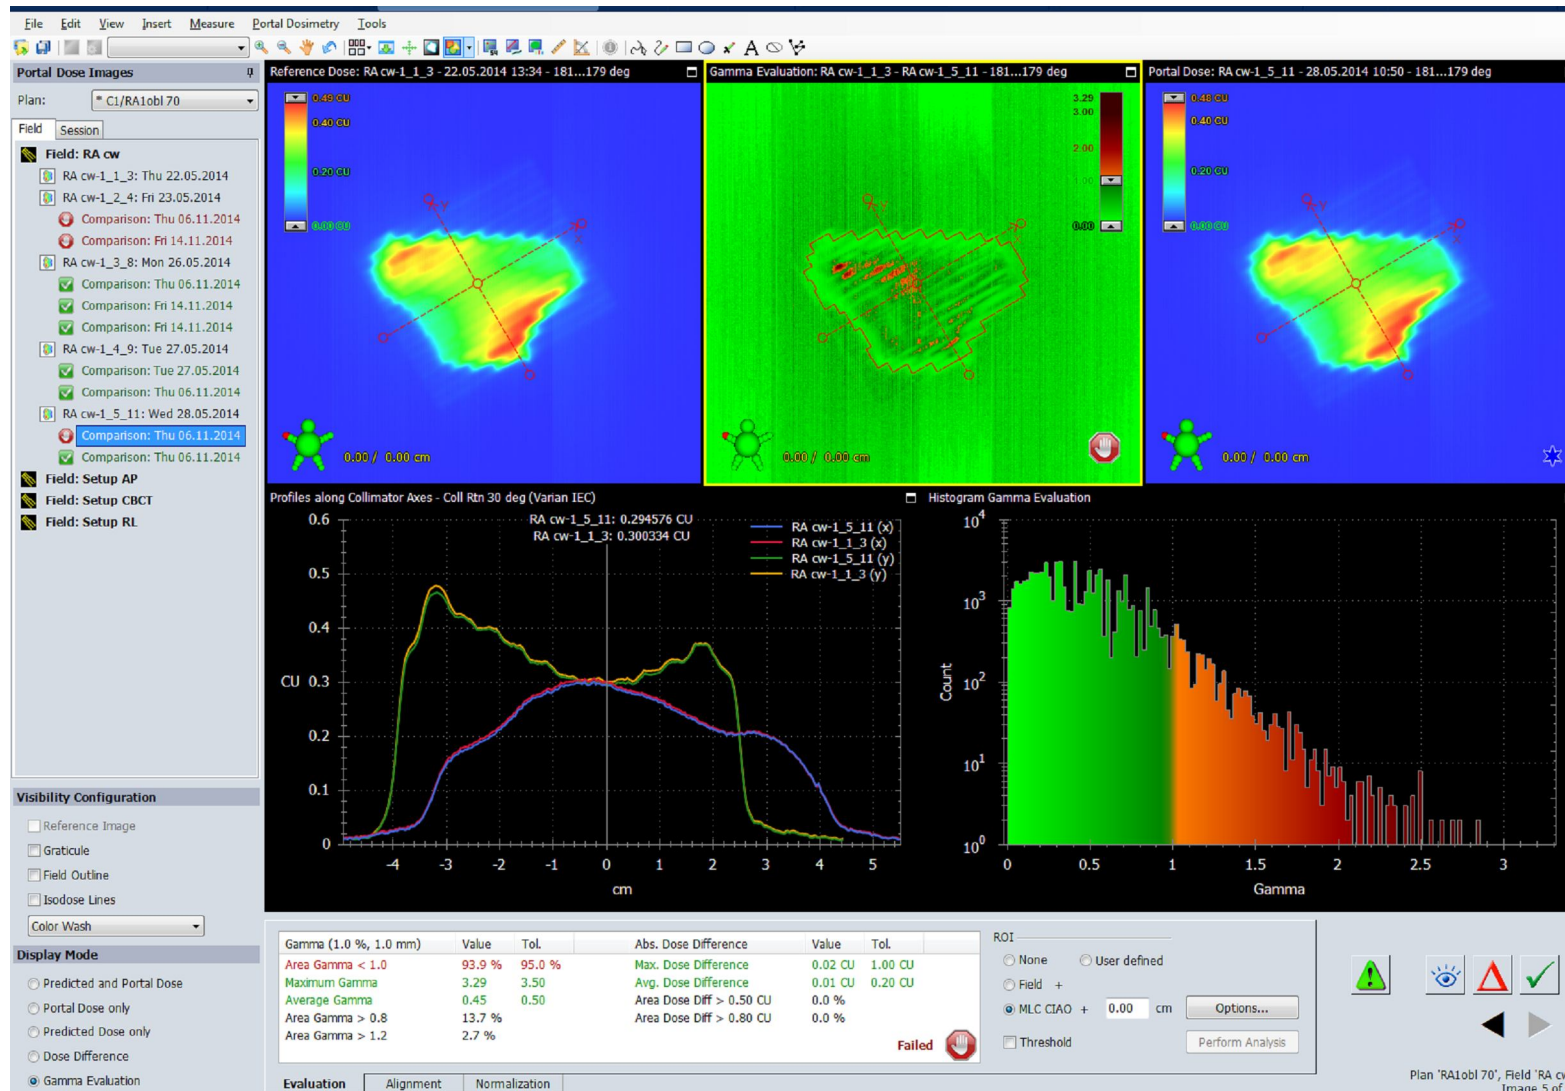 File Edit View Insert Measure Portal Dosimetry Tools
Portal Dose Images
Plan: * C1/RA1obl 70
Field Session
Field: RA cw
RA cw-1_1_3: Thu 22.05.2014
RA cw-1_2_4: Fri 23.05.2014
Comparison: Thu 06.11.2014
Comparison: Fri 14.11.2014
RA cw-1_3_8: Mon 26.05.2014
Comparison: Thu 06.11.2014
Comparison: Fri 14.11.2014
Comparison: Fri 14.11.2014
RA cw-1_4_9: Tue 27.05.2014
Comparison: Tue 27.05.2014
Comparison: Thu 06.11.2014
RA cw-1_5_11: Wed 28.05.2014
Comparison: Thu 06.11.2014
Comparison: Thu 06.11.2014
Field: Setup AP
Field: Setup CBCT
Field: Setup RL
Visibility Configuration
Reference Image
Graticule
Field Outline
Isodose Lines
Color Wash
Display Mode
Predicted and Portal Dose
Portal Dose only
Predicted Dose only
Dose Difference
Gamma Evaluation
Reference Dose: RA cw-1_1_3 - 22.05.2014 13:34 - 181...179 deg
0.49 CU
0.40 CU
0.20 CU
0.00 CU
Y
X
0.00 / 0.00 cm
Gamma Evaluation: RA cw-1_1_3 - RA cw-1_5_11 - 181...179 deg
3.29
3.00
2.00
1.00
0.00
Y
X
0.00 / 0.00 cm
Portal Dose: RA cw-1_5_11 - 28.05.2014 10:50 - 181...179 deg
0.48 CU
0.40 CU
0.20 CU
0.00 CU
Y
X
0.00 / 0.00 cm
Profiles along Collimator Axes - Coll Rtn 30 deg (Varian IEC)
RA cw-1_5_11: 0.294576 CU
RA cw-1_1_3: 0.300334 CU
RA cw-1_5_11 (x)
RA cw-1_1_3 (x)
RA cw-1_5_11 (y)
RA cw-1_1_3 (y)
0.6
0.5
0.4
CU 0.3
0.2
0.1
0
-4 -3 -2 -1 0 1 2 3 4 5
cm
Histogram Gamma Evaluation
10^4
10^3
10^2
10^1
10^0
Count
0 0.5 1 1.5 2 2.5 3
Gamma
Gamma (1.0 %, 1.0 mm) Value Tol. Abs. Dose Difference Value Tol.
Area Gamma < 1.0 93.9 % 95.0 % Max. Dose Difference 0.02 CU 1.00 CU
Maximum Gamma 3.29 3.50 Avg. Dose Difference 0.01 CU 0.20 CU
Average Gamma 0.45 0.50 Area Dose Diff > 0.50 CU 0.0 %
Area Gamma > 0.8 13.7 % Area Dose Diff > 0.80 CU 0.0 %
Area Gamma > 1.2 2.7 %
Failed
Evaluation Alignment Normalization
ROI
None User defined
Field +
MLC CIAO + 0.00 cm Options...
Threshold Perform Analysis
Plan 'RA1obl 70', Field 'RA cw
Image 5 of